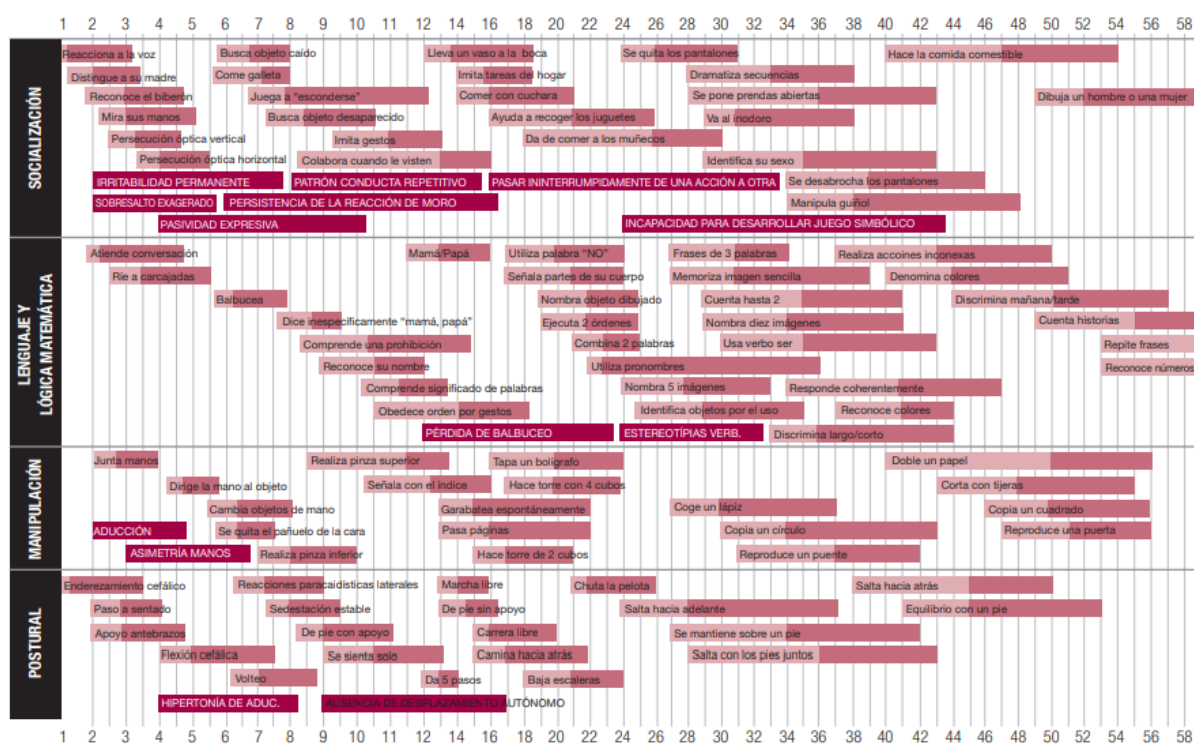 1 2 3 4 5 6 7 8 9 10 11 12 13 14 15 16 17 18 19 20 21 22 23 24 26 28 30 32 34 36 38 40 42 44 46 48 50 52 54 56 58
SOCIALIZACIÓN
Reacciona a la voz Busca objeto caído Lleva un vaso a la boca Se quita los pantalones Hace la comida comestible
Distingue a su madre Come galleta Imita tareas del hogar Dramatiza secuencias
Reconoce el biberón Juega a “esconderse” Comer con cuchara Se pone prendas abiertas Dibuja un hombre o una mujer
Mira sus manos Busca objeto desaparecido Ayuda a recoger los juguetes Va al inodoro
Persecución óptica vertical Imita gestos Da de comer a los muñecos
Persecución óptica horizontal Colabora cuando le visten Identifica su sexo
IRRITABILIDAD PERMANENTE PATRÓN CONDUCTA REPETITIVO PASAR ININTERRUMPIDAMENTE DE UNA ACCIÓN A OTRA Se desabrocha los pantalones
SOBRESALTO EXAGERADO PERSISTENCIA DE LA REACCIÓN DE MORO Manipula guiñol
PASIVIDAD EXPRESIVA INCAPACIDAD PARA DESARROLLAR JUEGO SIMBÓLICO
LENGUAJE Y
LÓGICA MATEMÁTICA
Atiende conversación Mamá/Papá Utiliza palabra “NO” Frases de 3 palabras Realiza accoines inconexas
Ríe a carcajadas Señala partes de su cuerpo Memoriza imagen sencilla Denomina colores
Balbucea Nombra objeto dibujado Cuenta hasta 2 Discrimina mañana/tarde
Dice inespecíficamente “mamá, papá” Ejecuta 2 órdenes Nombra diez imágenes Cuenta historias
Comprende una prohibición Combina 2 palabras Usa verbo ser Repite frases
Reconoce su nombre Utiliza pronombres Reconoce números
Comprende significado de palabras Nombra 5 imágenes Responde coherentemente
Obedece orden por gestos Identifica objetos por el uso Reconoce colores
PÉRDIDA DE BALBUCEO ESTEREOTÍPIAS VERB. Discrimina largo/corto
MANIPULACIÓN
Junta manos Realiza pinza superior Tapa un bolígrafo Doble un papel
Dirige la mano al objeto Señala con el índice Hace torre con 4 cubos Corta con tijeras
Cambia objetos de mano Garabatea espontáneamente Coge un lápiz Copia un cuadrado
ADUCCIÓN Se quita el pañuelo de la cara Pasa páginas Copia un círculo Reproduce una puerta
ASIMETRÍA MANOS Realiza pinza inferior Hace torre de 2 cubos Reproduce un puente
POSTURAL
Enderezamiento cefálico Reacciones paracaidísticas laterales Marcha libre Chuta la pelota Salta hacia atrás
Paso a sentado Sedestación estable De pie sin apoyo Salta hacia adelante Equilibrio con un pie
Apoyo antebrazos De pie con apoyo Carrera libre Se mantiene sobre un pie
Flexión cefálica Se sienta solo Camina hacia atrás Salta con los pies juntos
Volteo Da 5 pasos Baja escaleras
HIPERTONÍA DE ADUC. AUSENCIA DE DESPLAZAMIENTO AUTÓNOMO
1 2 3 4 5 6 7 8 9 10 11 12 13 14 15 16 17 18 19 20 21 22 23 24 26 28 30 32 34 36 38 40 42 44 46 48 50 52 54 56 58